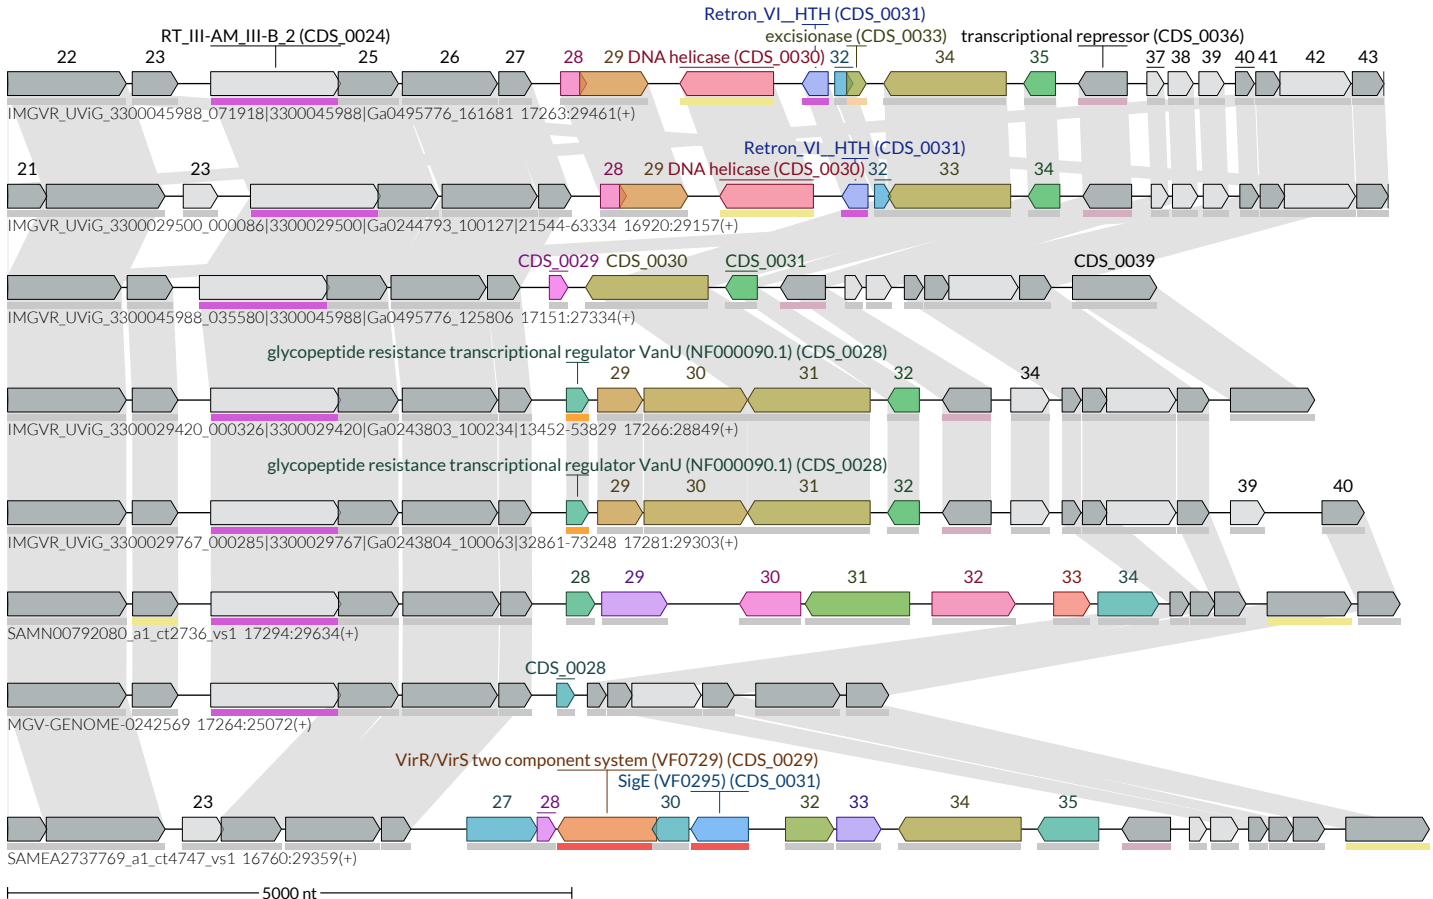 Retron_VI__HTH (CDS_0031)
RT_III-AM_III-B_2 (CDS_0024) excisionase (CDS_0033) transcriptional repressor (CDS_0036)
22 23 25 26 27 28 29 DNA helicase (CDS_0030) 32 34 35 37 38 39 40 41 42 43
IMGVR_UViG_3300045988_071918|3300045988|Ga0495776_161681 17263:29461(+)
Retron_VI__HTH (CDS_0031)
21 23 28 29 DNA helicase (CDS_0030) 32 33 34
IMGVR_UViG_3300029500_000086|3300029500|Ga0244793_100127|21544-63334 16920:29157(+)
CDS_0029 CDS_0030 CDS_0031 CDS_0039
IMGVR_UViG_3300045988_035580|3300045988|Ga0495776_125806 17151:27334(+)
glycopeptide resistance transcriptional regulator VanU (NF000090.1) (CDS_0028)
29 30 31 32 34
IMGVR_UViG_3300029420_000326|3300029420|Ga0243803_100234|13452-53829 17266:28849(+)
glycopeptide resistance transcriptional regulator VanU (NF000090.1) (CDS_0028)
29 30 31 32 39 40
IMGVR_UViG_3300029767_000285|3300029767|Ga0243804_100063|32861-73248 17281:29303(+)
28 29 30 31 32 33 34
SAMN00792080_a1_ct2736_vs1 17294:29634(+)
CDS_0028
MGV-GENOME-0242569 17264:25072(+)
VirR/VirS two component system (VF0729) (CDS_0029)
SigE (VF0295) (CDS_0031)
23 27 28 30 32 33 34 35
SAMEA2737769_a1_ct4747_vs1 16760:29359(+)
5000 nt